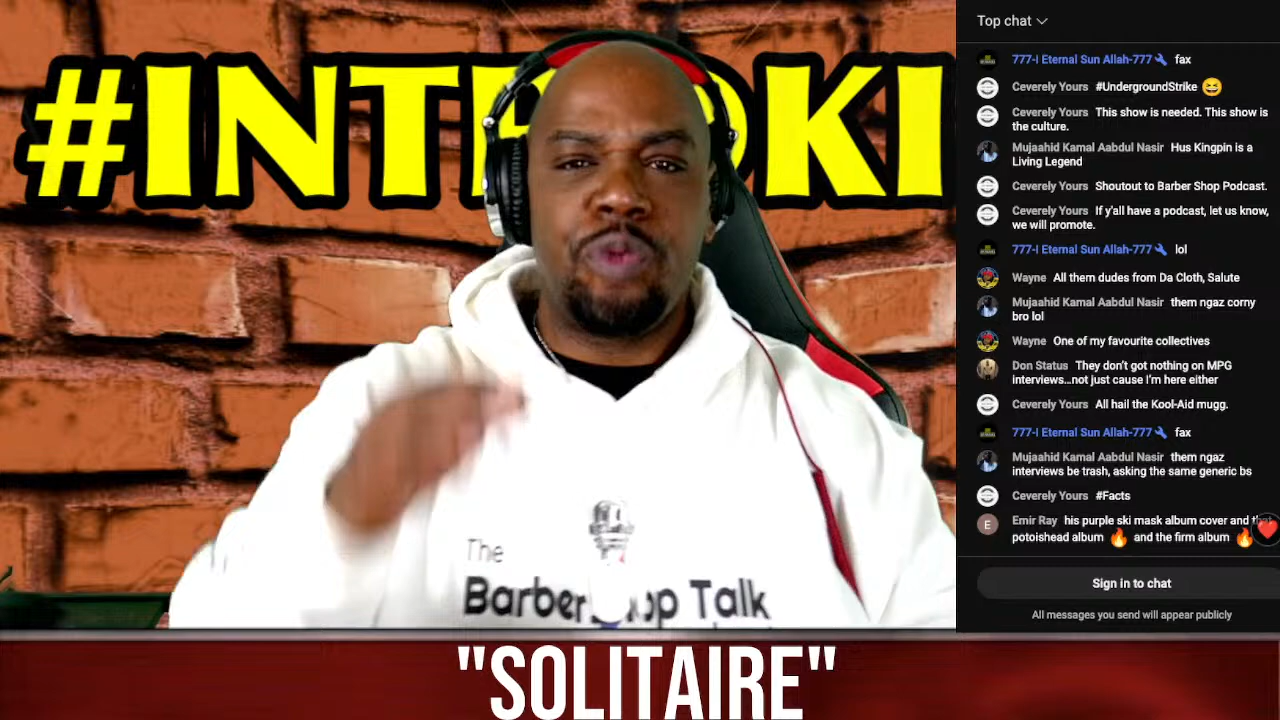 #INTR OKI
The
Barber op Talk
"SOLITAIRE"
Top chat
777-I Eternal Sun Allah-777 fax
Ceverely Yours #UndergroundStrike
Ceverely Yours This show is needed. This show is
the culture.
Mujaahid Kamal Aabdul Nasir Hus Kingpin is a
Living Legend
Ceverely Yours Shoutout to Barber Shop Podcast.
Ceverely Yours If y'all have a podcast, let us know,
we will promote.
777-I Eternal Sun Allah-777 lol
Wayne All them dudes from Da Cloth, Salute
Mujaahid Kamal Aabdul Nasir them ngaz corny
bro lol
Wayne One of my favourite collectives
Don Status They don't got nothing on MPG
interviews...not just cause I'm here either
Ceverely Yours All hail the Kool-Aid mugg.
777-I Eternal Sun Allah-777 fax
Mujaahid Kamal Aabdul Nasir them ngaz
interviews be trash, asking the same generic bs
Ceverely Yours #Facts
E
Emir Ray his purple ski mask album cover and that
potoishead album and the firm album
Sign in to chat
All messages you send will appear publicly